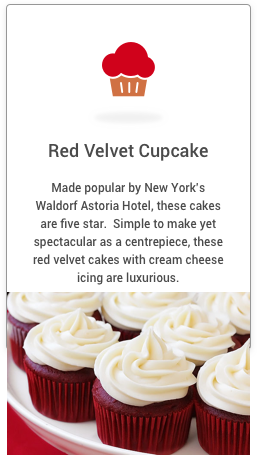 Red Velvet Cupcake
Made popular by New York's
Waldorf Astoria Hotel, these cakes
are five star.  Simple to make yet
spectacular as a centrepiece, these
red velvet cakes with cream cheese
icing are luxurious.